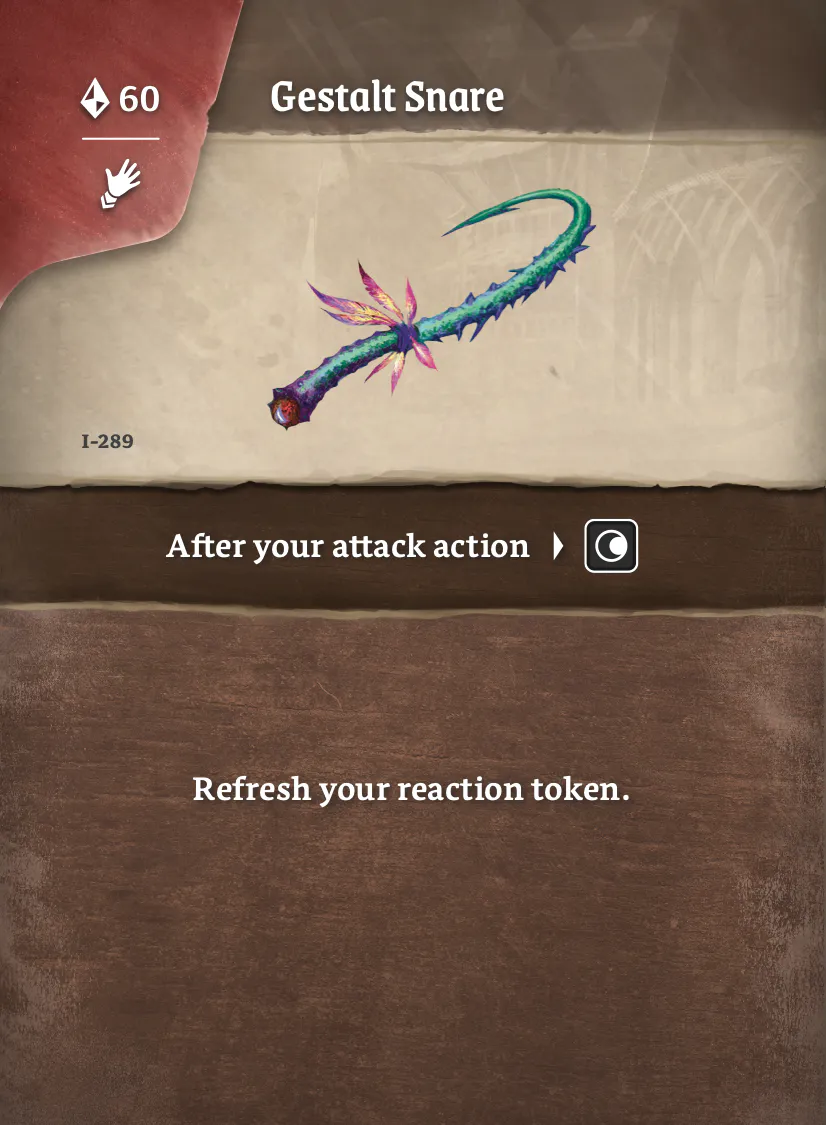 60
Gestalt Snare
I-289
After your attack action
Refresh your reaction token.